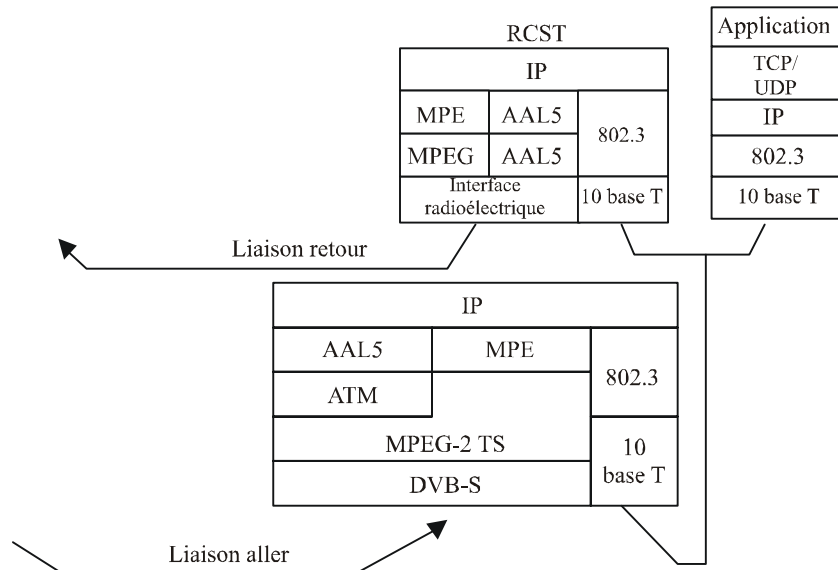 RCST
IP
MPE AAL5 802.3
MPEG AAL5
Interface
radioélectrique
10 base T
Application
TCP/
UDP
IP
802.3
10 base T
Liaison retour
IP
AAL5 MPE 802.3
ATM
MPEG-2 TS
10
base T
DVB-S
Liaison aller